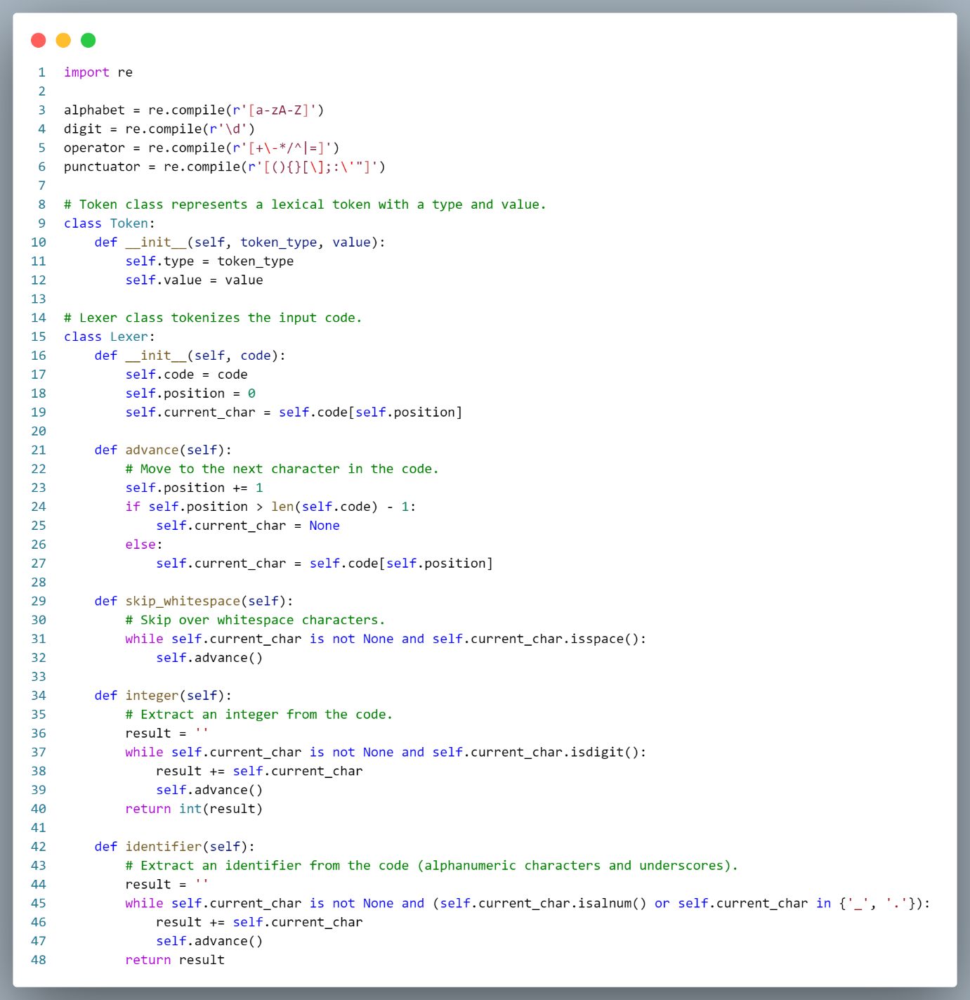 1 import re
2
3 alphabet = re.compile(r'[a-zA-Z]')
4 digit = re.compile(r'\d')
5 operator = re.compile(r'[+\-*/^|=]')
6 punctuator = re.compile(r'[(){}[\];:\'"]')
7
8 # Token class represents a lexical token with a type and value.
9 class Token:
10     def __init__(self, token_type, value):
11         self.type = token_type
12         self.value = value
13
14 # Lexer class tokenizes the input code.
15 class Lexer:
16     def __init__(self, code):
17         self.code = code
18         self.position = 0
19         self.current_char = self.code[self.position]
20
21     def advance(self):
22         # Move to the next character in the code.
23         self.position += 1
24         if self.position > len(self.code) - 1:
25             self.current_char = None
26         else:
27             self.current_char = self.code[self.position]
28
29     def skip_whitespace(self):
30         # Skip over whitespace characters.
31         while self.current_char is not None and self.current_char.isspace():
32             self.advance()
33
34     def integer(self):
35         # Extract an integer from the code.
36         result = ''
37         while self.current_char is not None and self.current_char.isdigit():
38             result += self.current_char
39             self.advance()
40         return int(result)
41
42     def identifier(self):
43         # Extract an identifier from the code (alphanumeric characters and underscores).
44         result = ''
45         while self.current_char is not None and (self.current_char.isalnum() or self.current_char in {'_', '.'}):
46             result += self.current_char
47             self.advance()
48         return result